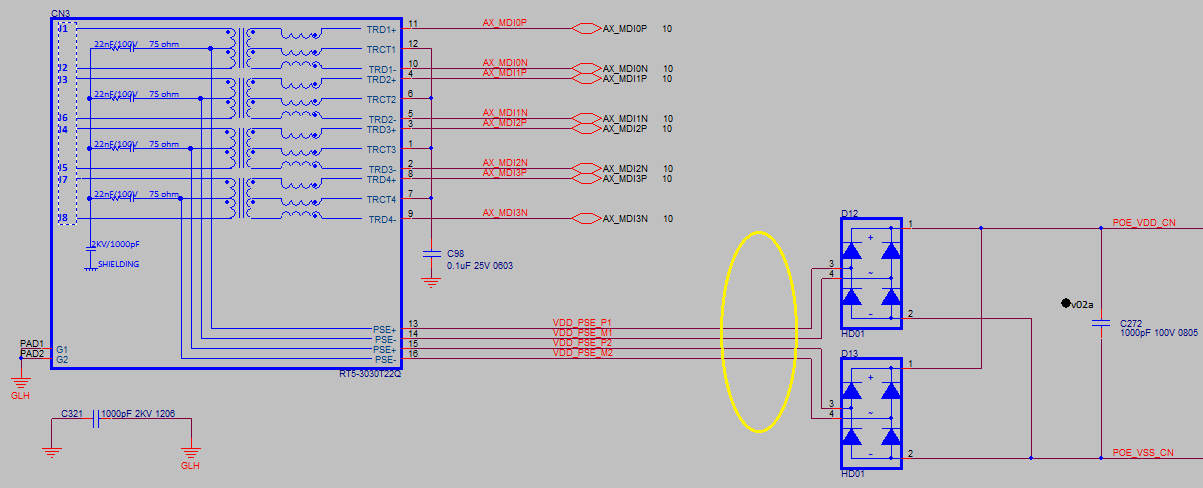 CN3
J1
22nF/100V 75 ohm
J2
J3
22nF/100V 75 ohm
J6
J4
22nF/100V 75 ohm
J5
J7
22nF/100V 75 ohm
J8
2KV/1000pF
SHIELDING
TRD1+ 11 AX_MDI0P AX_MDI0P 10
TRCT1 12
TRD1- 10 AX_MDI0N AX_MDI0N 10
TRD2+ 4 AX_MDI1P AX_MDI1P 10
TRCT2 6
TRD2- 5 AX_MDI1N AX_MDI1N 10
TRD3+ 3 AX_MDI2P AX_MDI2P 10
TRCT3 1
TRD3- 2 AX_MDI2N AX_MDI2N 10
TRD4+ 8 AX_MDI3P AX_MDI3P 10
TRCT4 7
TRD4- 9 AX_MDI3N AX_MDI3N 10
C98
0.1uF 25V 0603
PSE+ 13 VDD_PSE_P1
PSE- 14 VDD_PSE_M1
PSE+ 15 VDD_PSE_P2
PSE- 16 VDD_PSE_M2
RT5-3030T22Q
PAD1 G1
PAD2 G2
GLH
C321 1000pF 2KV 1206
GLH
D12
+ 1 POE_VDD_CN
3
4 ~
- 2
HD01
v02a
C272
1000pF 100V 0805
D13
+ 1
3
4 ~
- 2 POE_VSS_CN
HD01